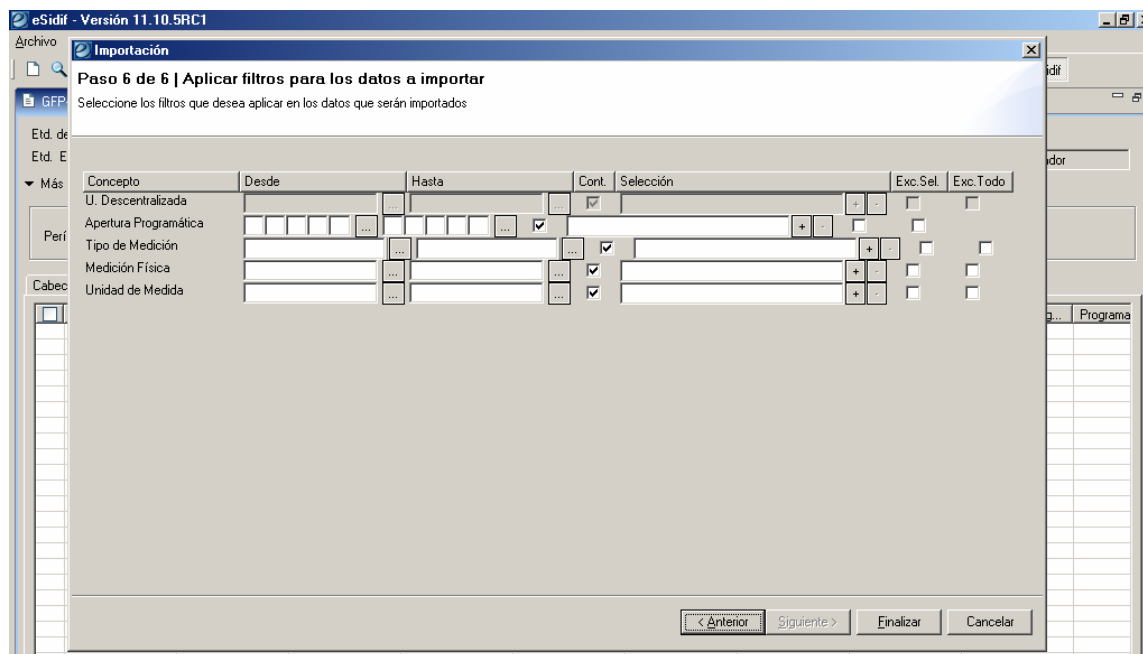 eSidif - Versión 11.10.5RC1
Archivo
Importación
Paso 6 de 6 | Aplicar filtros para los datos a importar
Seleccione los filtros que desea aplicar en los datos que serán importados
idif
GFP
Etd. de
Etd. E
ador
Más
Concepto Desde Hasta Cont. Selección Exc.Sel. Exc.Todo
U. Descentralizada ... ... + -
Apertura Programática ... ... + -
Perí
Tipo de Medición ... ... + -
Medición Física ... ... + -
Cabec
Unidad de Medida ... ... + -
g... Programa
< Anterior Siguiente > Finalizar Cancelar